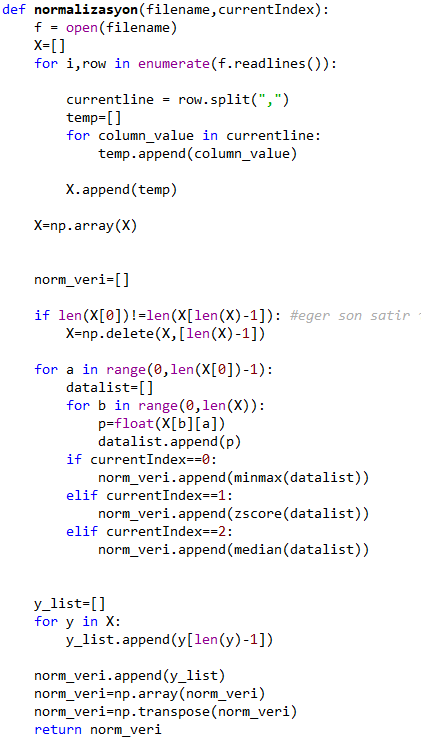 def normalizasyon(filename,currentIndex):
    f = open(filename)
    X=[]
    for i,row in enumerate(f.readlines()):
        currentline = row.split(",")
        temp=[]
        for column_value in currentline:
            temp.append(column_value)
        X.append(temp)
    X=np.array(X)
    norm_veri=[]
    if len(X[0])!=len(X[len(X)-1]): #eger son satir
        X=np.delete(X,[len(X)-1])
    for a in range(0,len(X[0])-1):
        datalist=[]
        for b in range(0,len(X)):
            p=float(X[b][a])
            datalist.append(p)
        if currentIndex==0:
            norm_veri.append(minmax(datalist))
        elif currentIndex==1:
            norm_veri.append(zscore(datalist))
        elif currentIndex==2:
            norm_veri.append(median(datalist))
    y_list=[]
    for y in X:
        y_list.append(y[len(y)-1])
    norm_veri.append(y_list)
    norm_veri=np.array(norm_veri)
    norm_veri=np.transpose(norm_veri)
    return norm_veri